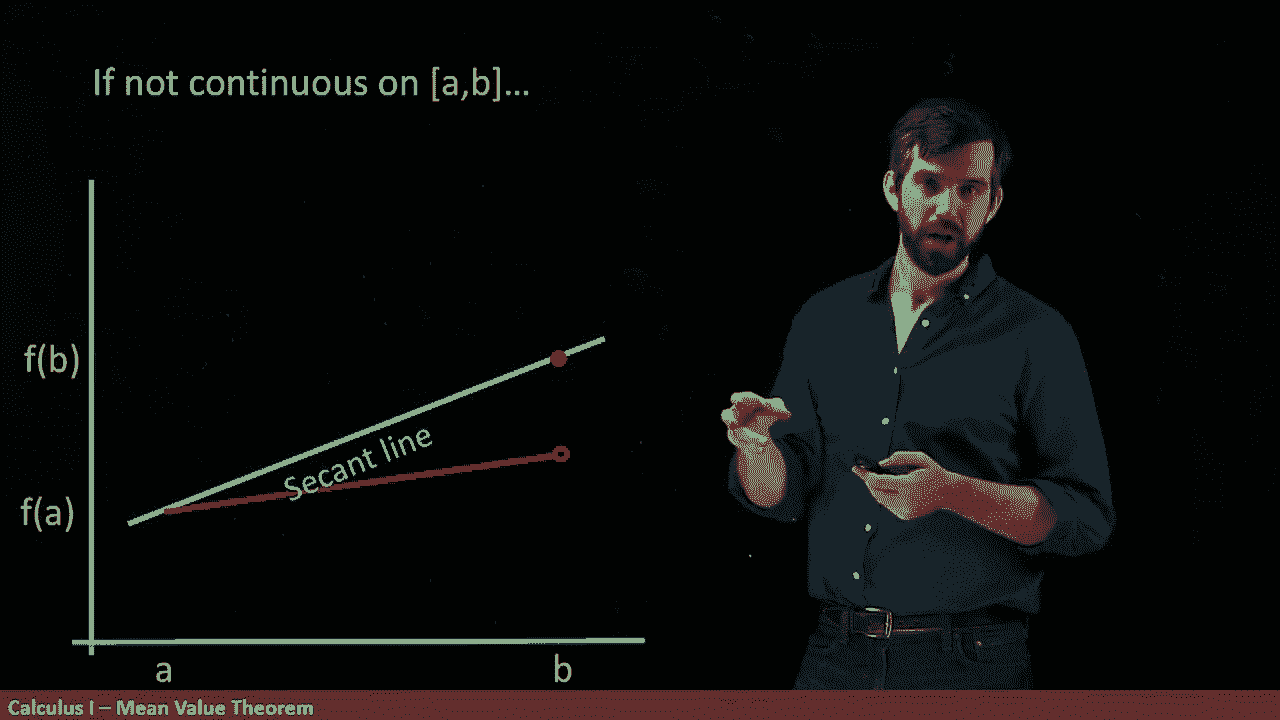 If not continuous on [a,b]...
f(b)
Secant line
f(a)
a
b
Calculus I – Mean Value Theorem